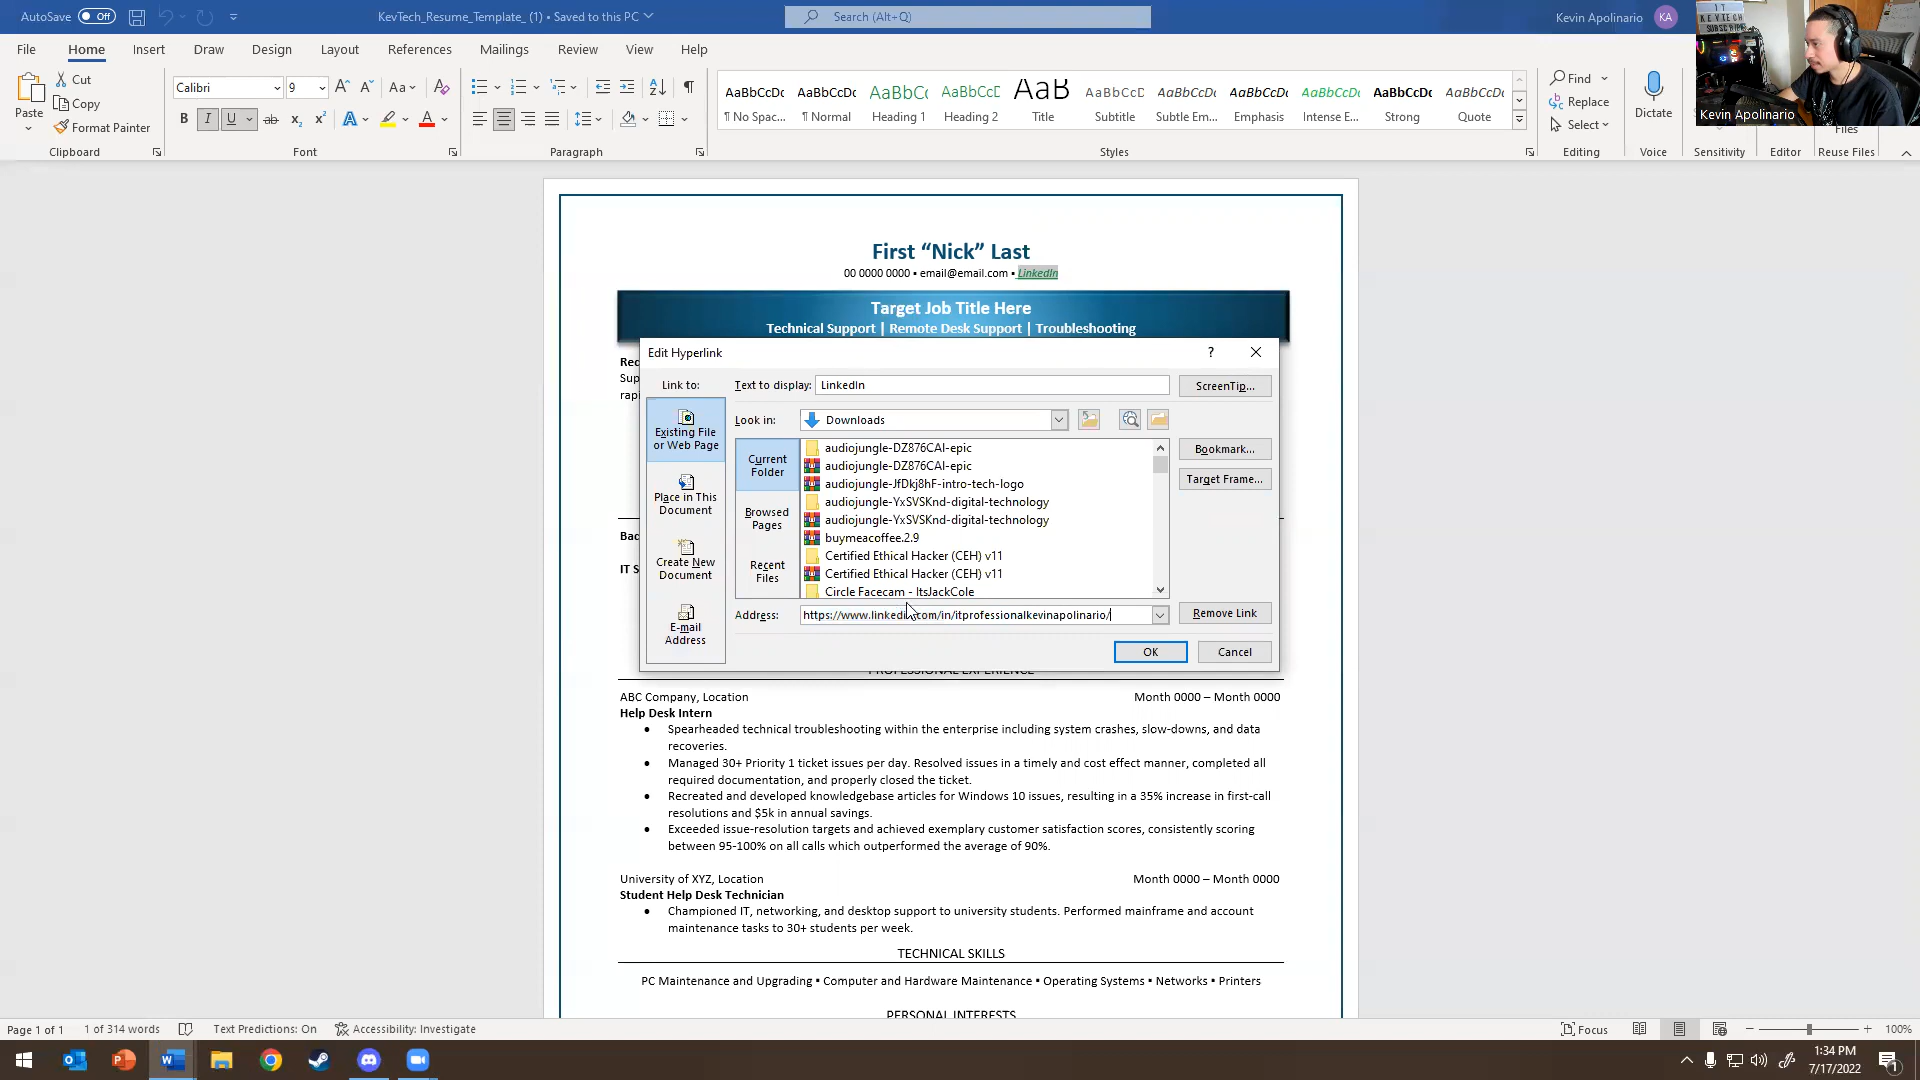 AutoSave Off KevTech_Resume_Template_ (1) • Saved to this PC Search (Alt+Q) Kevin Apolinario KA
File Home Insert Draw Design Layout References Mailings Review View Help
Paste Cut Copy Format Painter
Clipboard
Calibri 9
Font
Paragraph
AaBbCcDc AaBbCcDc AaBbC AaBbCcE AaB AaBbCcD AaBbCcDc AaBbCcDc AaBbCcDc AaBbCcDc AaBbCcDc
¶ No Spac... ¶ Normal Heading 1 Heading 2 Title Subtitle Subtle Em... Emphasis Intense E... Strong Quote
Styles
Find
Replace
Select
Editing
Dictate
Voice
Sensitivity
Editor
Files
Reuse Files
IT
KEVTECH
Kevin Apolinario
First “Nick” Last
00 0000 0000 ▪ email@email.com ▪ LinkedIn
Target Job Title Here
Technical Support | Remote Desk Support | Troubleshooting
Rec
Sup
rapi
Bac
IT S
Edit Hyperlink ?
Link to: Text to display: LinkedIn ScreenTip...
Existing File or Web Page
Place in This Document
Create New Document
E-mail Address
Look in: Downloads
Current Folder
Browsed Pages
Recent Files
audiojungle-DZ876CAI-epic
audiojungle-DZ876CAI-epic
audiojungle-JfDkj8hF-intro-tech-logo
audiojungle-YxSVSKnd-digital-technology
audiojungle-YxSVSKnd-digital-technology
buymeacoffee.2.9
Certified Ethical Hacker (CEH) v11
Certified Ethical Hacker (CEH) v11
Circle Facecam - ItsJackCole
Bookmark...
Target Frame...
Address: https://www.linkedin.com/in/itprofessionalkevinapolinario/ Remove Link
OK Cancel
PROFESSIONAL EXPERIENCE
ABC Company, Location Month 0000 – Month 0000
Help Desk Intern
• Spearheaded technical troubleshooting within the enterprise including system crashes, slow-downs, and data
recoveries.
• Managed 30+ Priority 1 ticket issues per day. Resolved issues in a timely and cost effect manner, completed all
required documentation, and properly closed the ticket.
• Recreated and developed knowledgebase articles for Windows 10 issues, resulting in a 35% increase in first-call
resolutions and $5k in annual savings.
• Exceeded issue-resolution targets and achieved exemplary customer satisfaction scores, consistently scoring
between 95-100% on all calls which outperformed the average of 90%.
University of XYZ, Location Month 0000 – Month 0000
Student Help Desk Technician
• Championed IT, networking, and desktop support to university students. Performed mainframe and account
maintenance tasks to 30+ students per week.
TECHNICAL SKILLS
PC Maintenance and Upgrading ▪ Computer and Hardware Maintenance ▪ Operating Systems ▪ Networks ▪ Printers
PERSONAL INTERESTS
Page 1 of 1 1 of 314 words Text Predictions: On Accessibility: Investigate Focus 100%
1:34 PM
7/17/2022